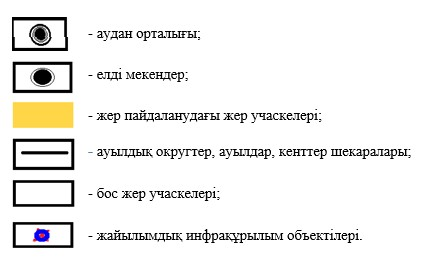 - аудан орталығы;
- елді мекендер;
- жер пайдаланудағы жер учаскелері;
- ауылдық округтер, ауылдар, кенттер шекаралары;
- бос жер учаскелері;
- жайылымдық инфрақұрылым объектілері.